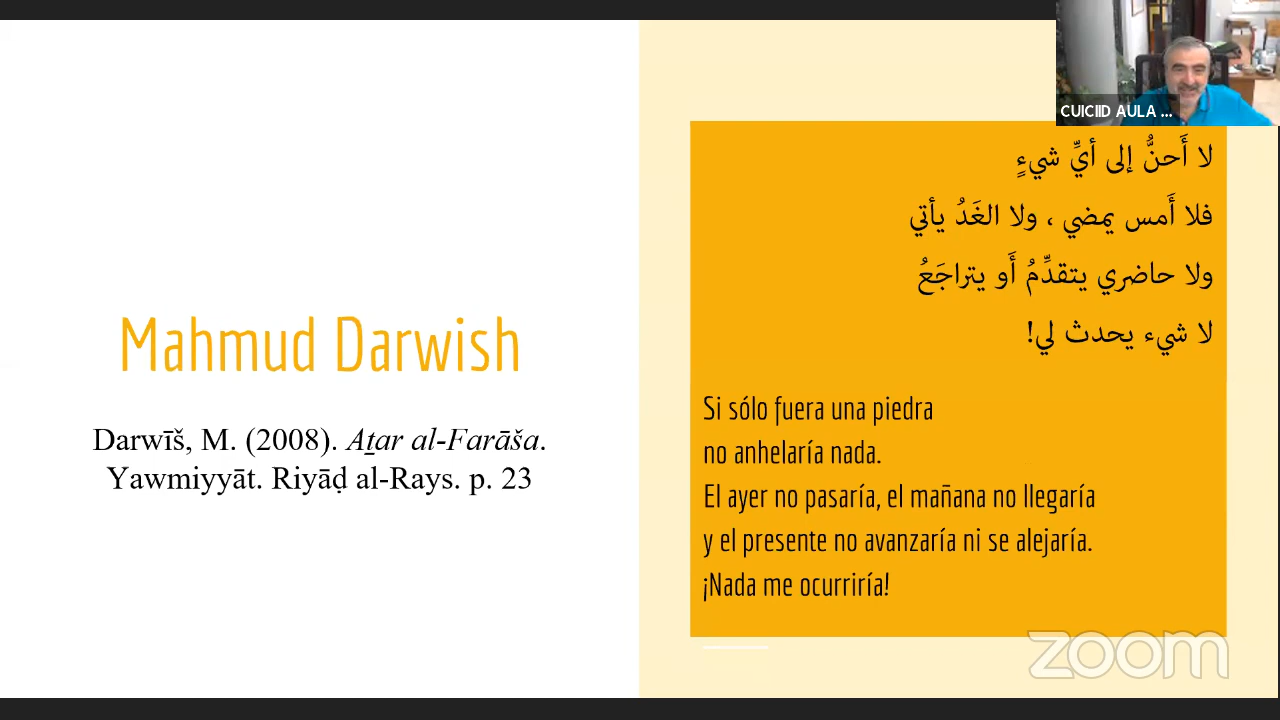 Mahmud Darwish
Darwīš, M. (2008). Aṯar al-Farāša.
Yawmiyyāt. Riyāḍ al-Rays. p. 23
CUICIID AULA ...
لا أَحنُّ إلى أيِّ شيءٍ
فلا أَمس يمضي ، ولا الغَدُ يأتي
ولا حاضري يتقدِّمُ أَو يتراجَعُ
لا شيء يحدث لي!
Si sólo fuera una piedra
no anhelaría nada.
El ayer no pasaría, el mañana no llegaría
y el presente no avanzaría ni se alejaría.
¡Nada me ocurriría!
zoom